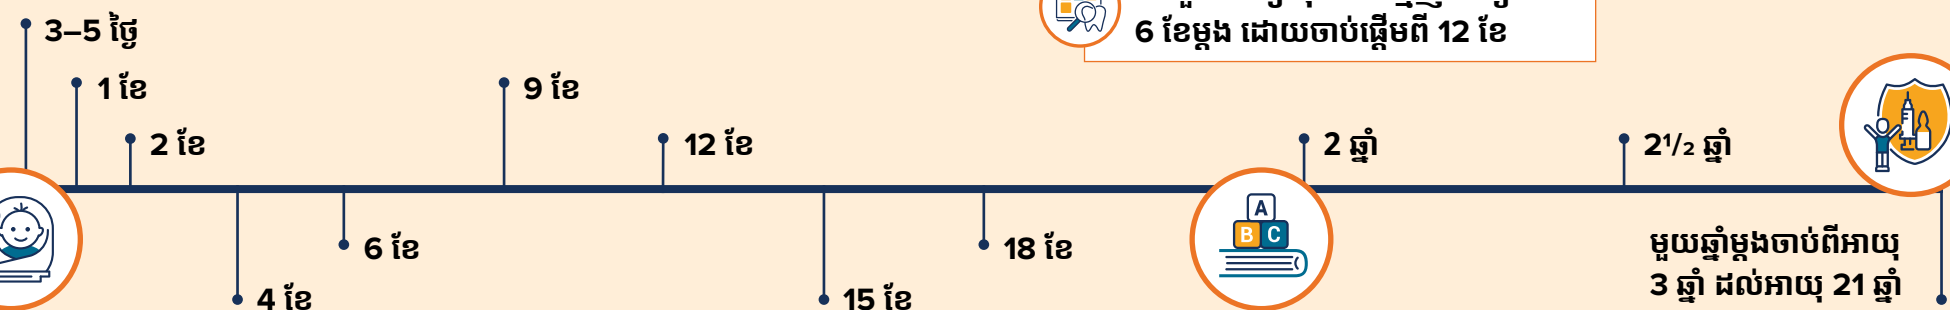 3–5 ថ្ងៃ
6 ខែម្តង ដោយចាប់ផ្តើមពី 12 ខែ
1 ខែ
9 ខែ
2 ខែ
12 ខែ
2 ឆ្នាំ
2½ ឆ្នាំ
A
B C
6 ខែ
18 ខែ
4 ខែ
15 ខែ
មួយឆ្នាំម្តងចាប់ពីអាយុ
3 ឆ្នាំ ដល់អាយុ 21 ឆ្នាំ